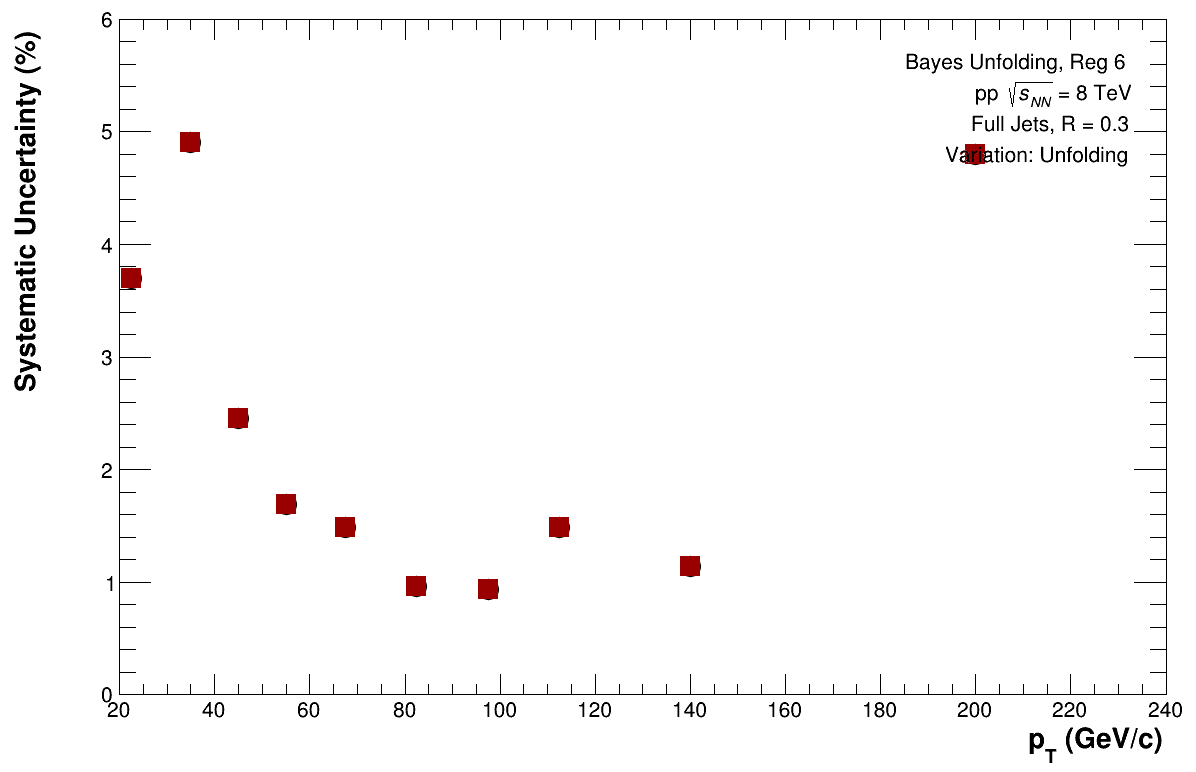 Systematic Uncertainty (%)
6
5
4
3
2
1
0
Bayes Unfolding, Reg 6
pp √s_NN = 8 TeV
Full Jets, R = 0.3
Variation: Unfolding
20 40 60 80 100 120 140 160 180 200 220 240
p_T (GeV/c)